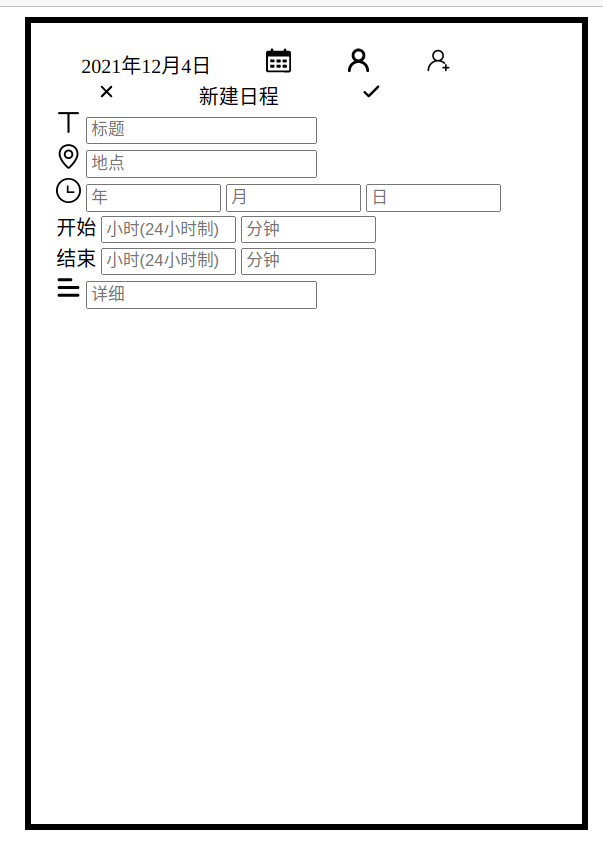 2021年12月4日
新建日程
标题
地点
年 月 日
开始 小时(24小时制) 分钟
结束 小时(24小时制) 分钟
详细